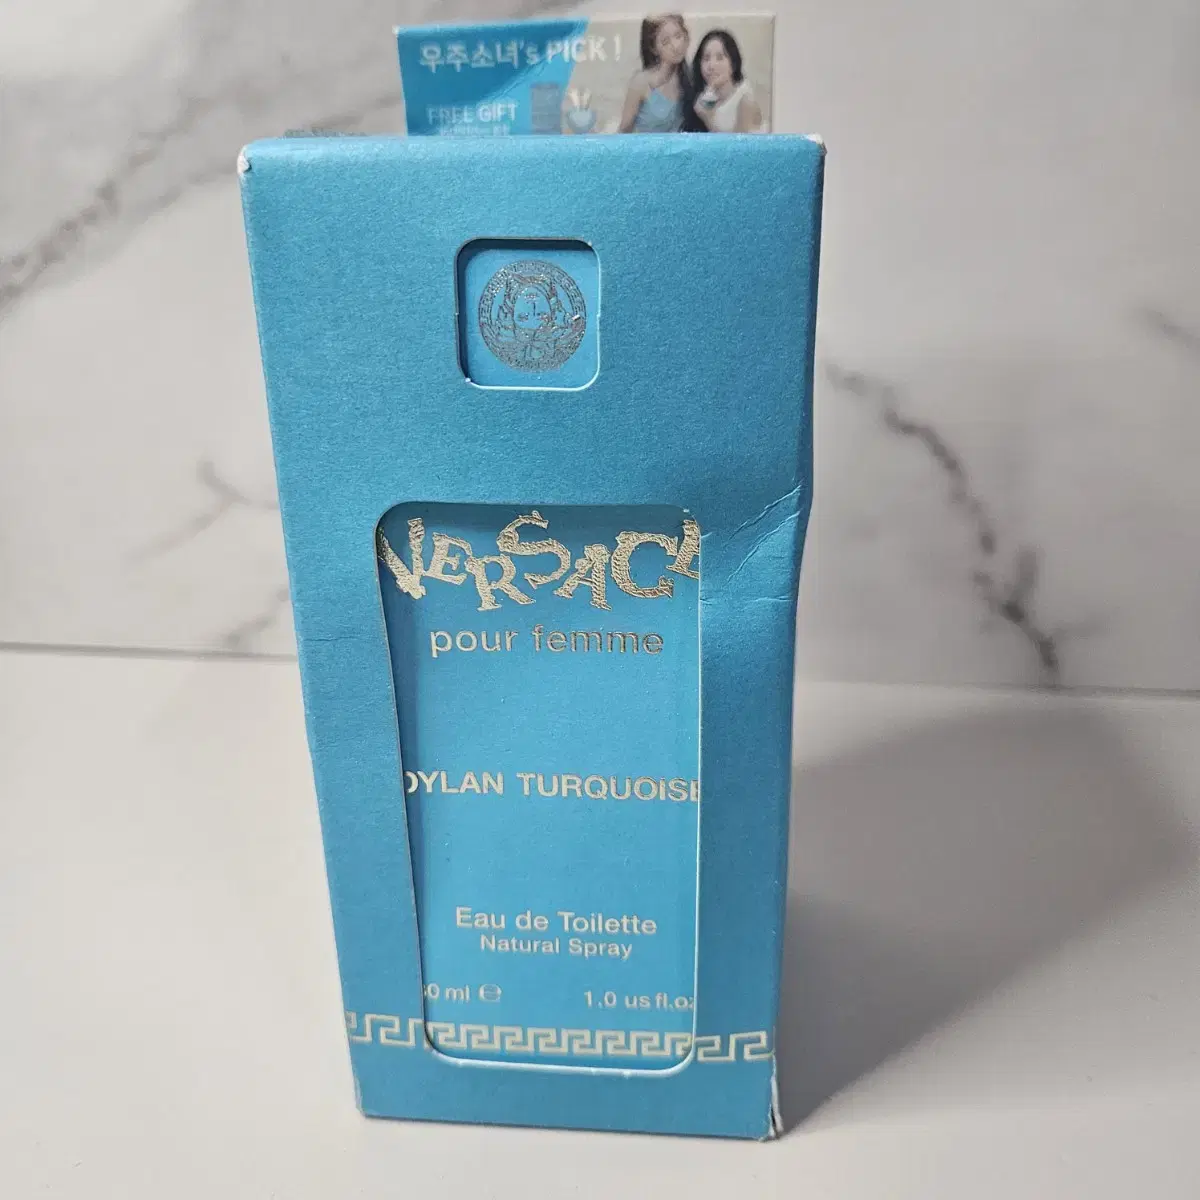 우주소녀's PICK !
FREE GIFT
VERSACE
pour femme
DYLAN TURQUOISE
Eau de Toilette
Natural Spray
30 ml ℮ 1.0 us fl.oz